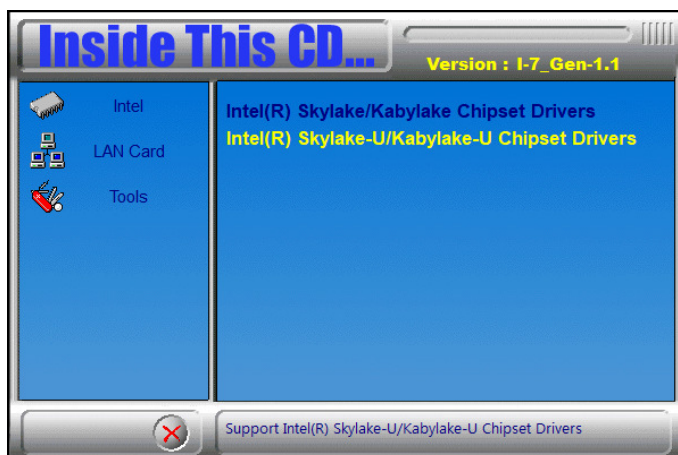 Inside This CD...
Version : I-7_Gen-1.1
Intel
LAN Card
Tools
Intel(R) Skylake/Kabylake Chipset Drivers
Intel(R) Skylake-U/Kabylake-U Chipset Drivers
Support Intel(R) Skylake-U/Kabylake-U Chipset Drivers